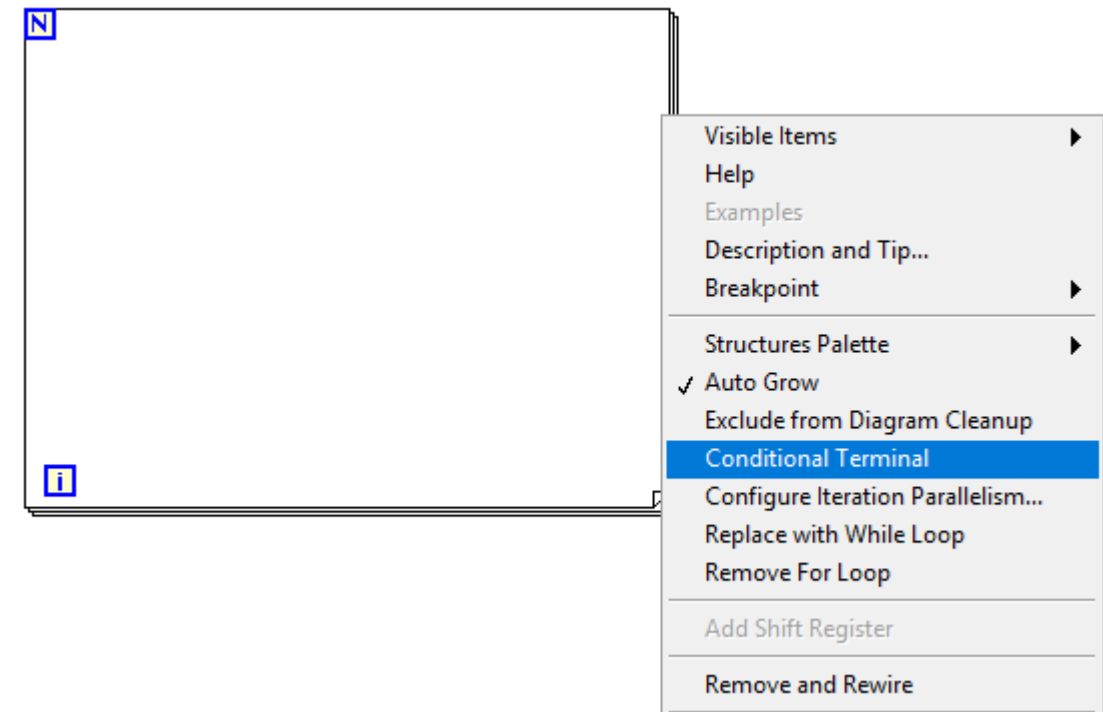 N
Visible Items
Help
Examples
Description and Tip...
Breakpoint
Structures Palette
Auto Grow
Exclude from Diagram Cleanup
Conditional Terminal
Configure Iteration Parallelism...
Replace with While Loop
Remove For Loop
i
Add Shift Register
Remove and Rewire